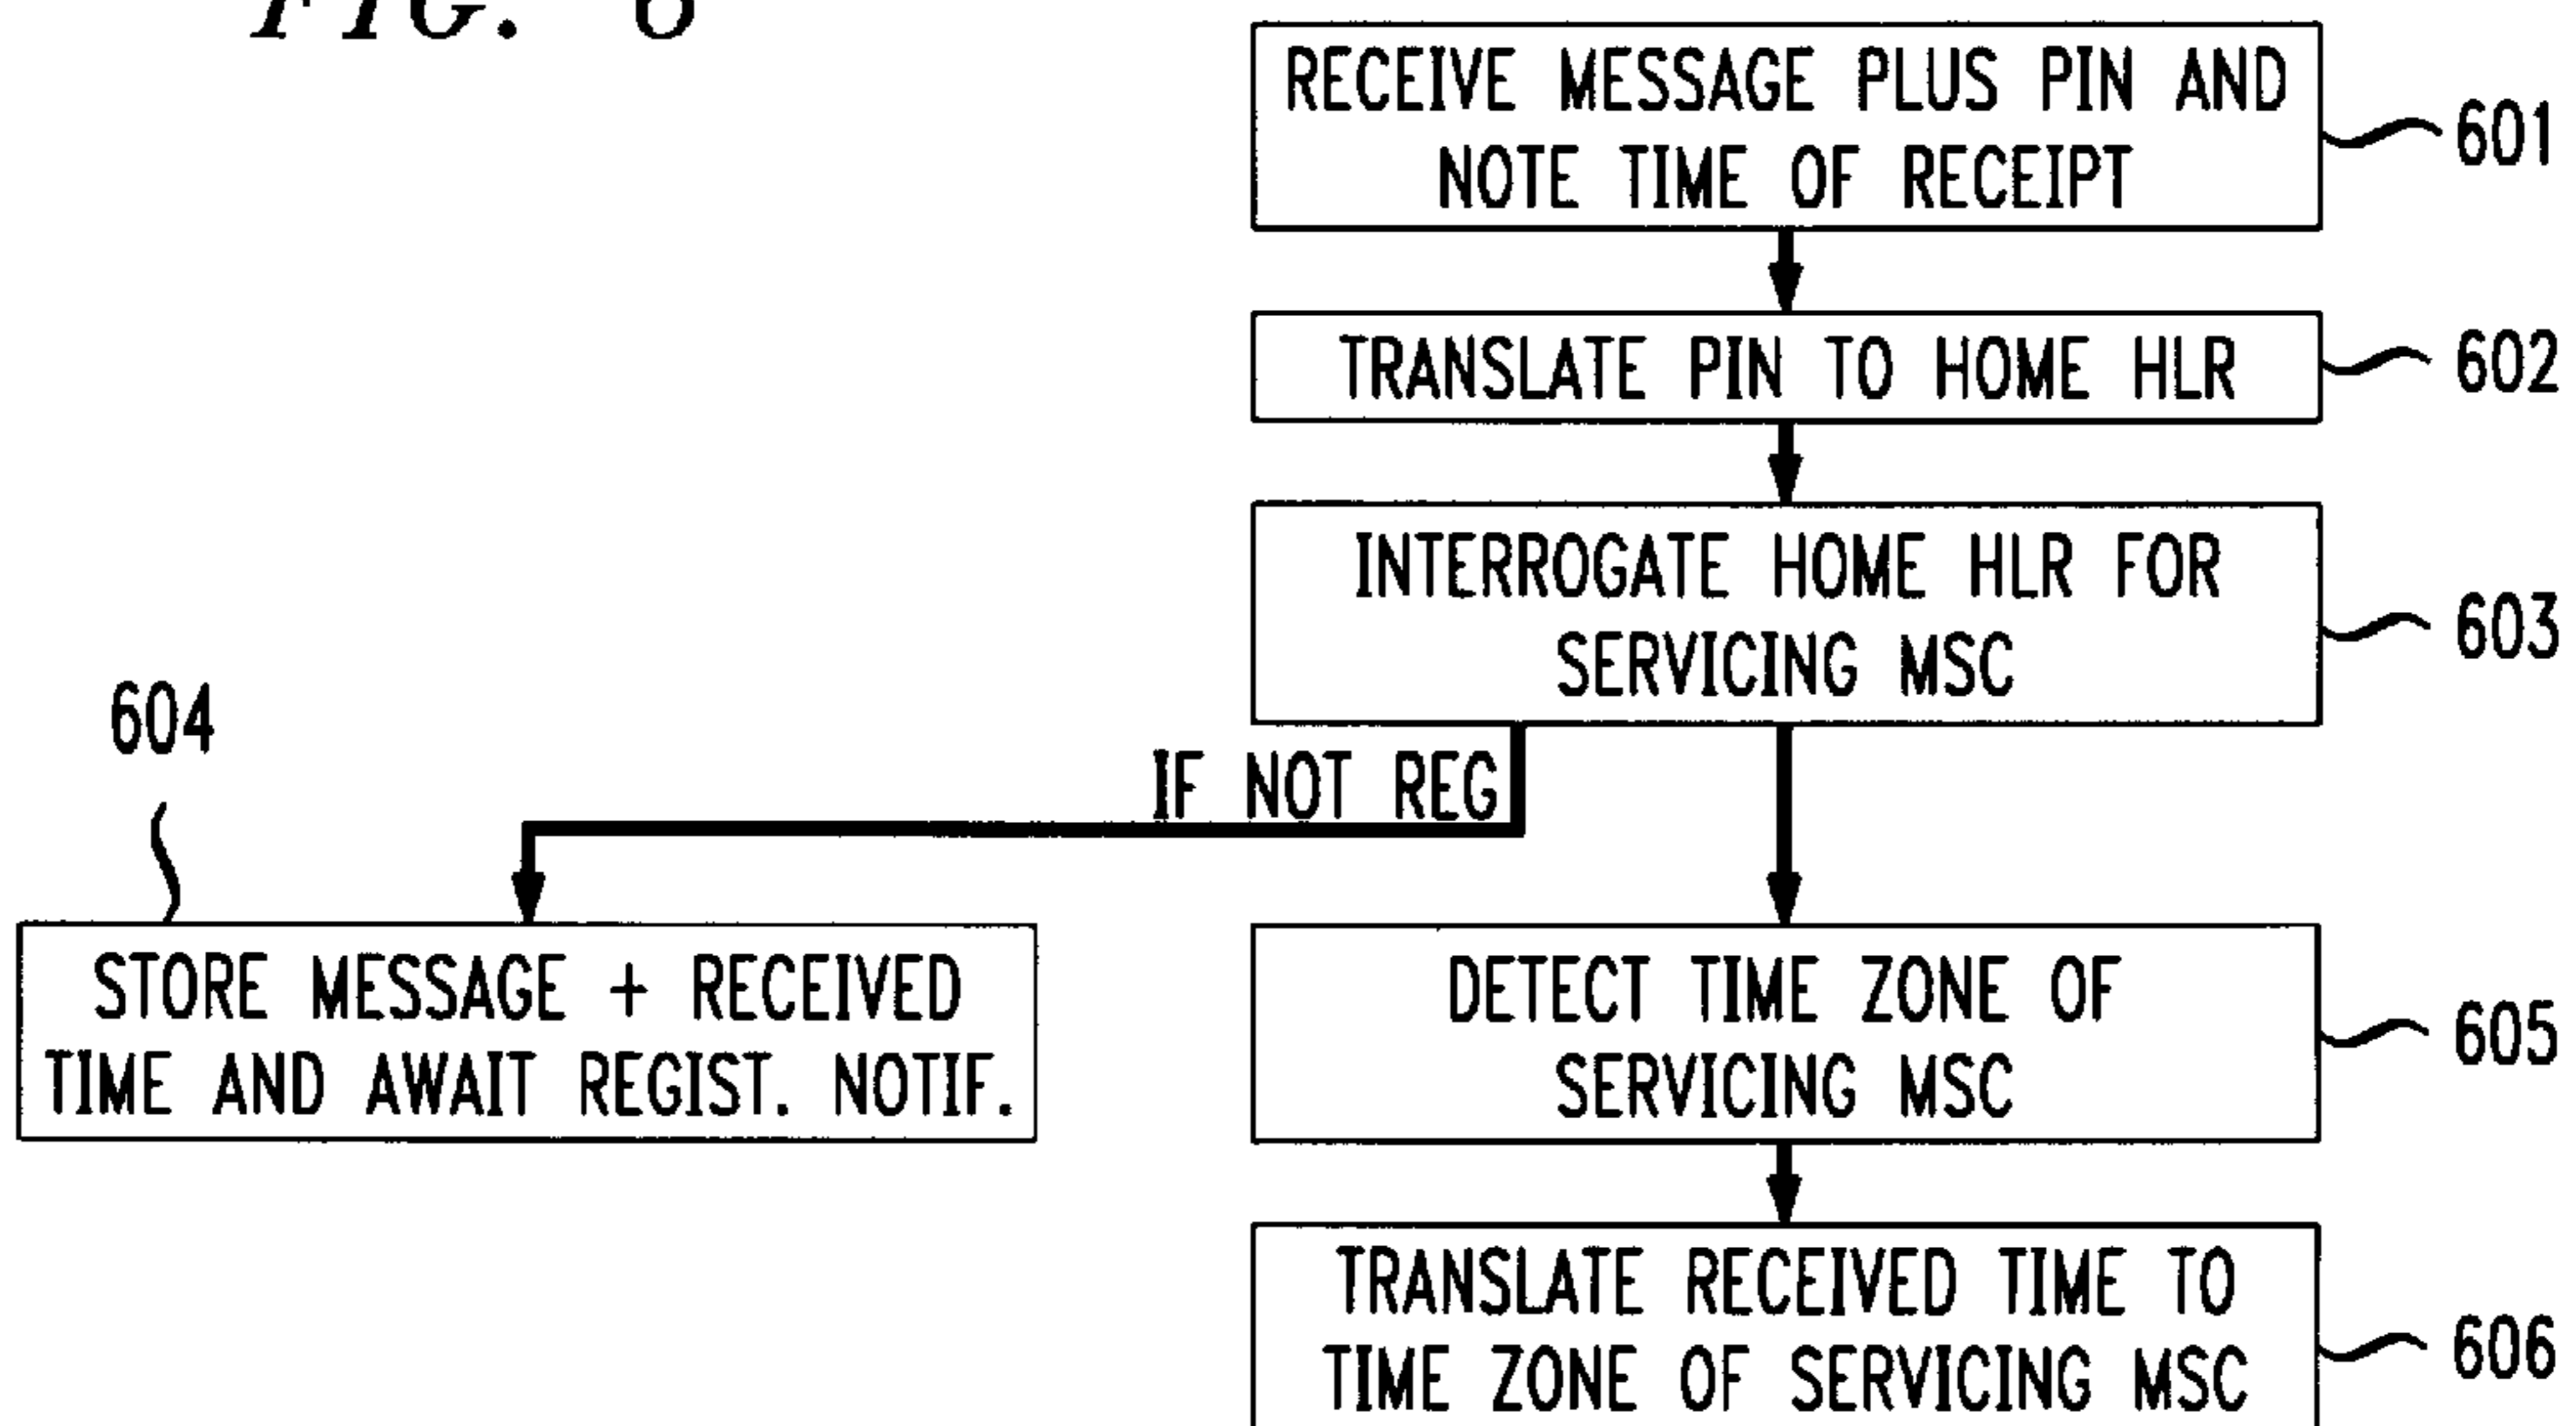 FIG. 6
RECEIVE MESSAGE PLUS PIN AND
NOTE TIME OF RECEIPT
601
TRANSLATE PIN TO HOME HLR
602
INTERROGATE HOME HLR FOR
SERVICING MSC
603
IF NOT REG
604
STORE MESSAGE + RECEIVED
TIME AND AWAIT REGIST. NOTIF.
DETECT TIME ZONE OF
SERVICING MSC
605
TRANSLATE RECEIVED TIME TO
TIME ZONE OF SERVICING MSC
606